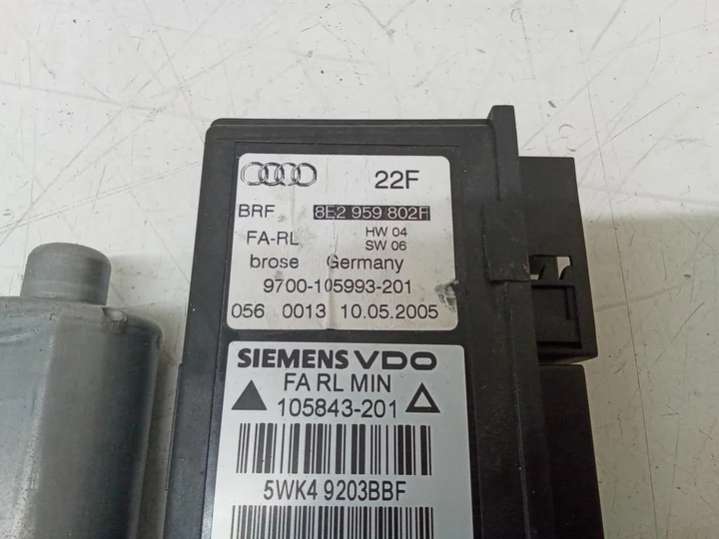 22F
BRF 8E2 959 802F
FA-RL HW 04
SW 06
brose Germany
9700-105993-201
056 0013 10.05.2005
SIEMENS VDO
FA RL MIN
105843-201
5WK4 9203BBF